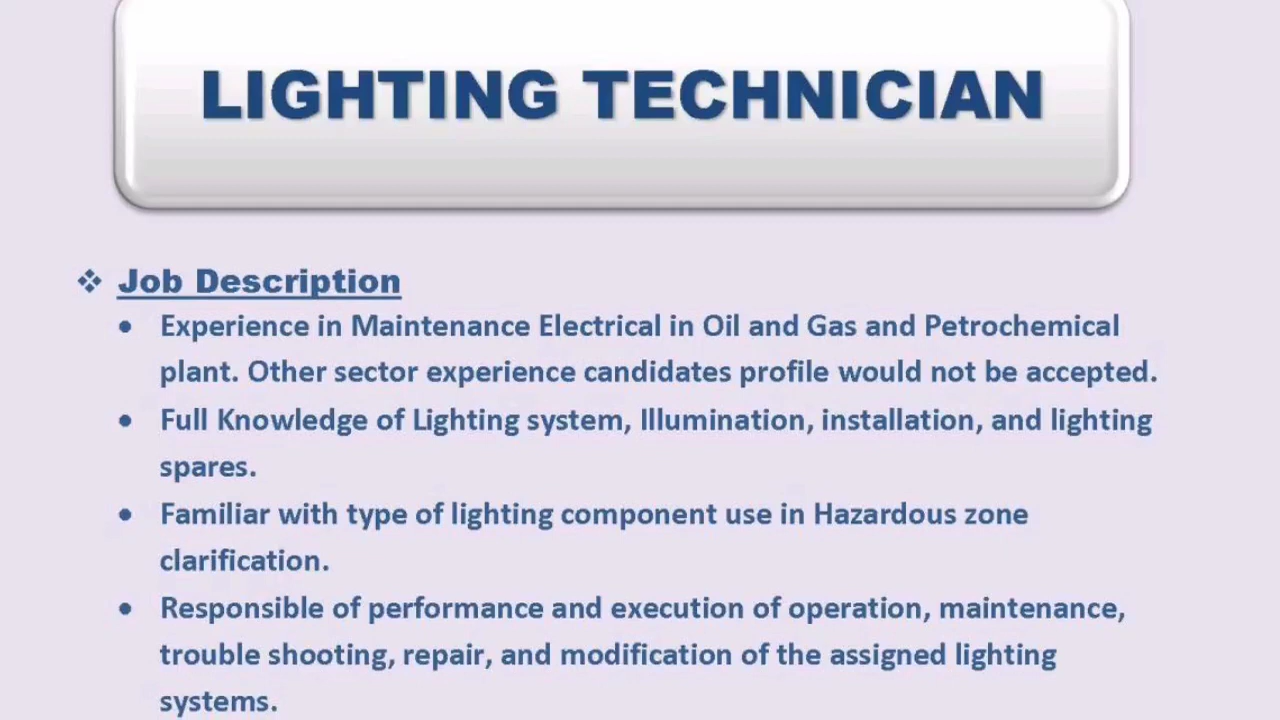 LIGHTING TECHNICIAN
❖ Job Description
• Experience in Maintenance Electrical in Oil and Gas and Petrochemical
plant. Other sector experience candidates profile would not be accepted.
• Full Knowledge of Lighting system, Illumination, installation, and lighting
spares.
• Familiar with type of lighting component use in Hazardous zone
clarification.
• Responsible of performance and execution of operation, maintenance,
trouble shooting, repair, and modification of the assigned lighting
systems.